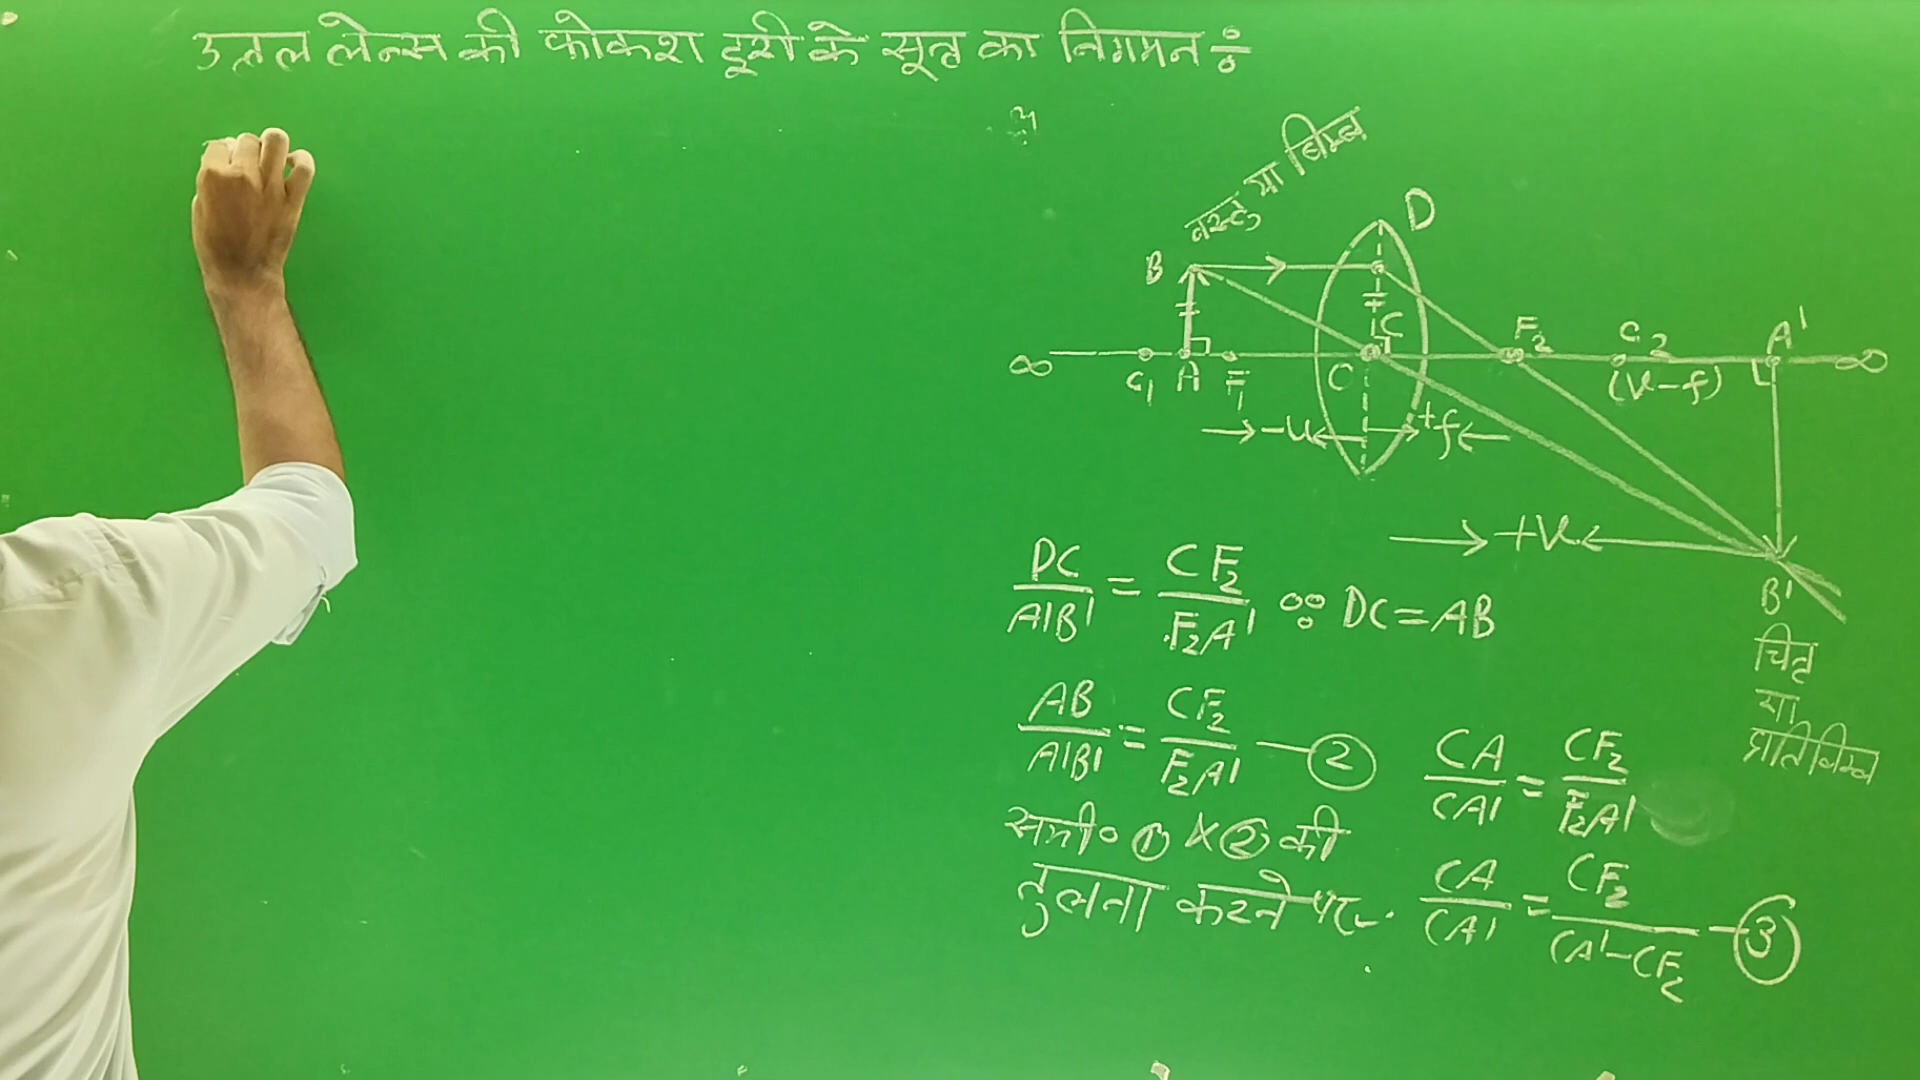 उत्तल लेन्स की फोकश दूरी के सूत्र का निगमन ÷
वस्तु या बिम्ब
D
B
C
F₂
C₂
A'
∞
∞
C₁ A F₁
C
(v-f)
-u
+f
+v
B'
चित्र
या
प्रतिबिम्ब
DC/A'B' = CF₂/F₂A' ∵ DC = AB
AB/A'B' = CF₂/F₂A' — ②
समी० ① व ② की
तुलना करने पर
CA/CA' = CF₂/F₂A'
CA/CA' = CF₂/CA'-CF₂ — ③